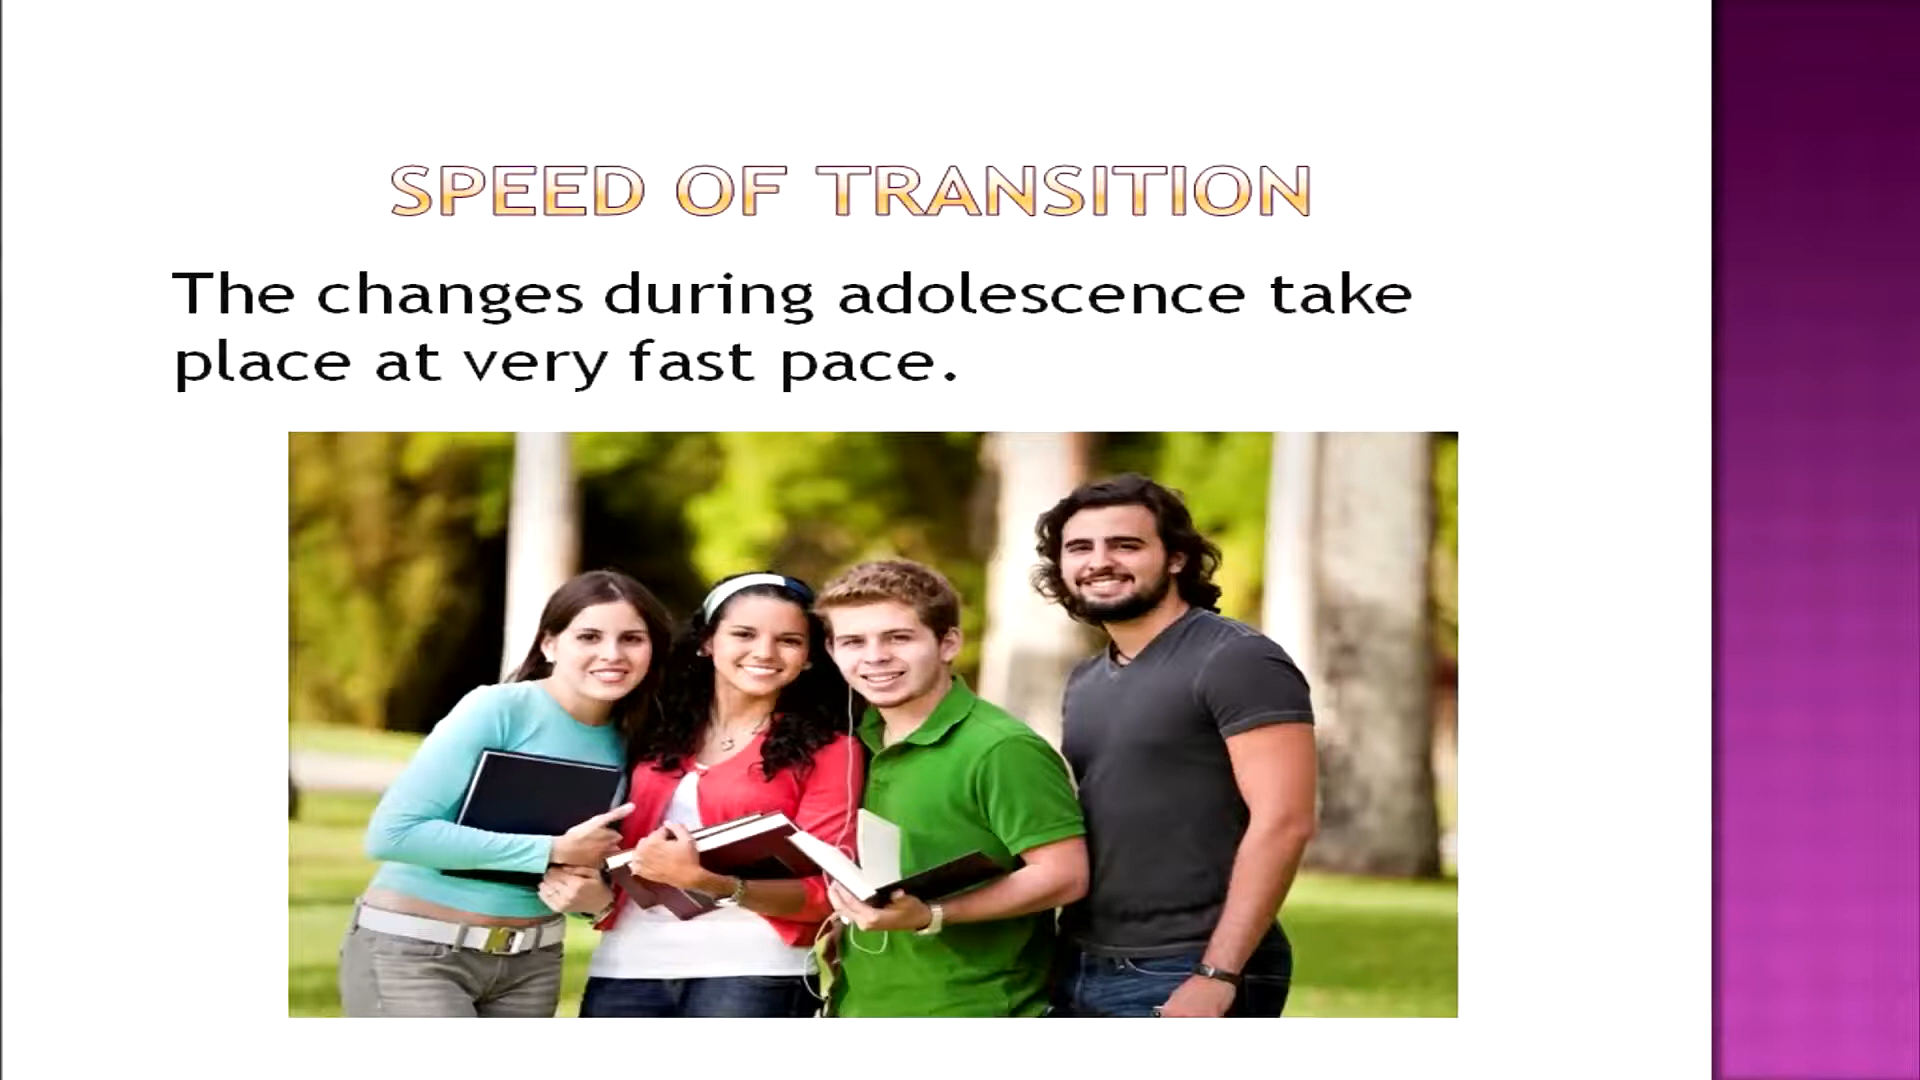 SPEED OF TRANSITION
The changes during adolescence take
place at very fast pace.